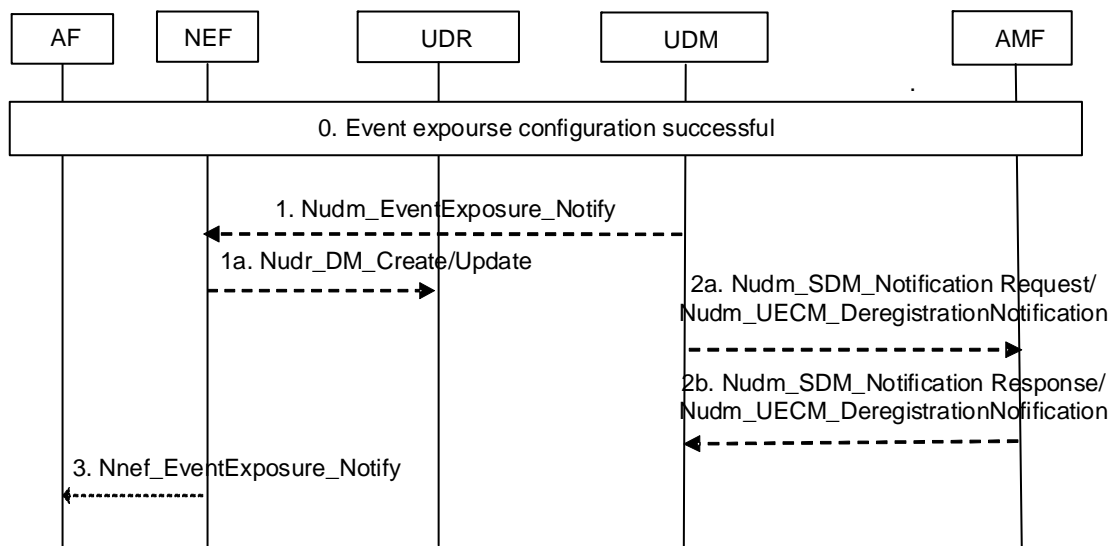 AF
NEF
UDR
UDM
AMF
.
0. Event expourse configuration successful
1. Nudm_EventExposure_Notify
1a. Nudr_DM_Create/Update
2a. Nudm_SDM_Notification Request/
Nudm_UECM_DeregistrationNotification
2b. Nudm_SDM_Notification Response/
Nudm_UECM_DeregistrationNofification
3. Nnef_EventExposure_Notify